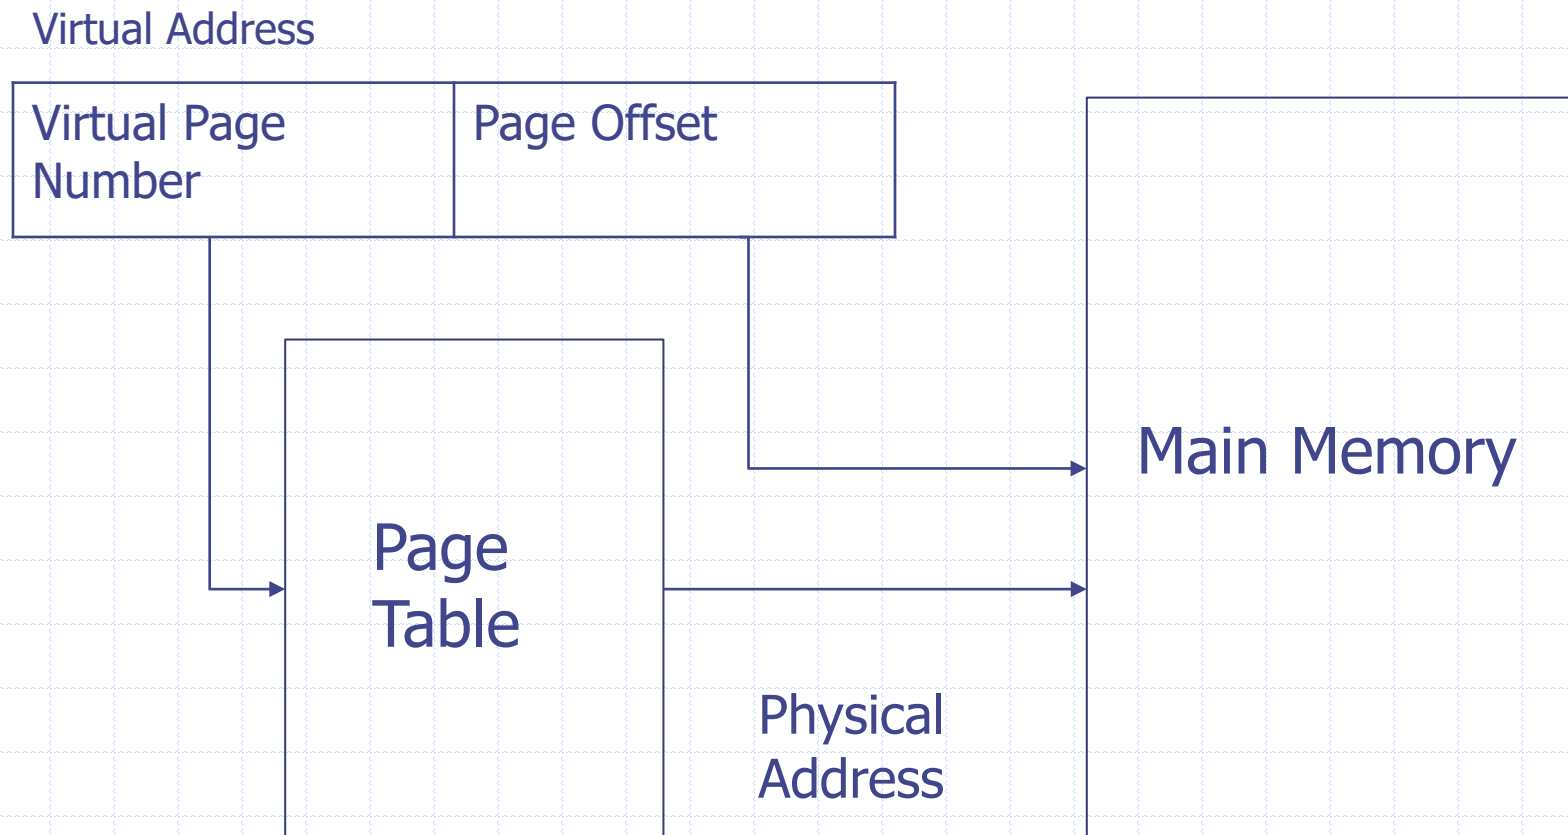 Virtual Address
Virtual Page
Number
Page Offset
Main Memory
Page
Table
Physical
Address